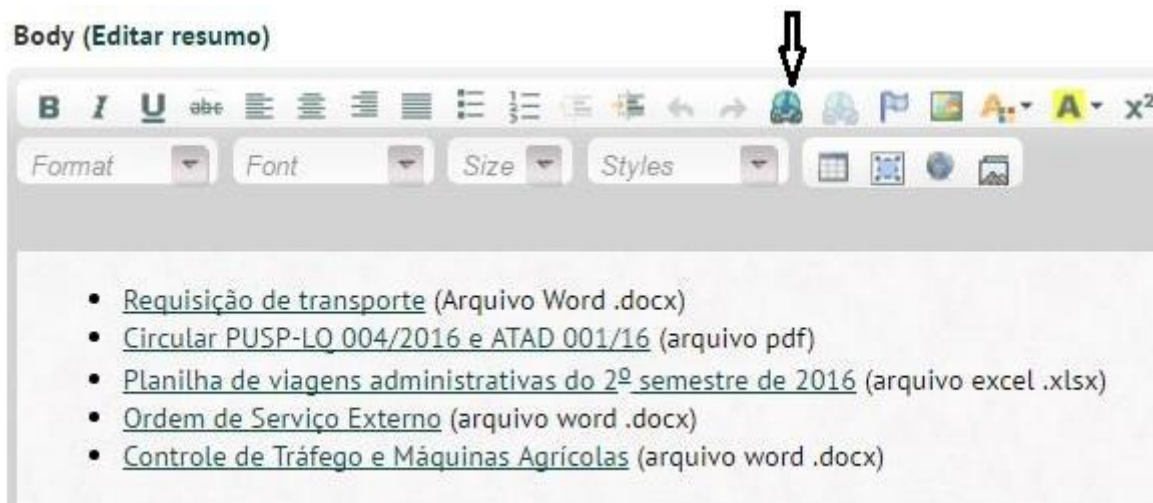 Body (Editar resumo)
B I U abc A A x²
Format Font Size Styles
Requisição de transporte (Arquivo Word .docx)
Circular PUSP-LQ 004/2016 e ATAD 001/16 (arquivo pdf)
Planilha de viagens administrativas do 2º semestre de 2016 (arquivo excel .xlsx)
Ordem de Serviço Externo (arquivo word .docx)
Controle de Tráfego e Máquinas Agrícolas (arquivo word .docx)